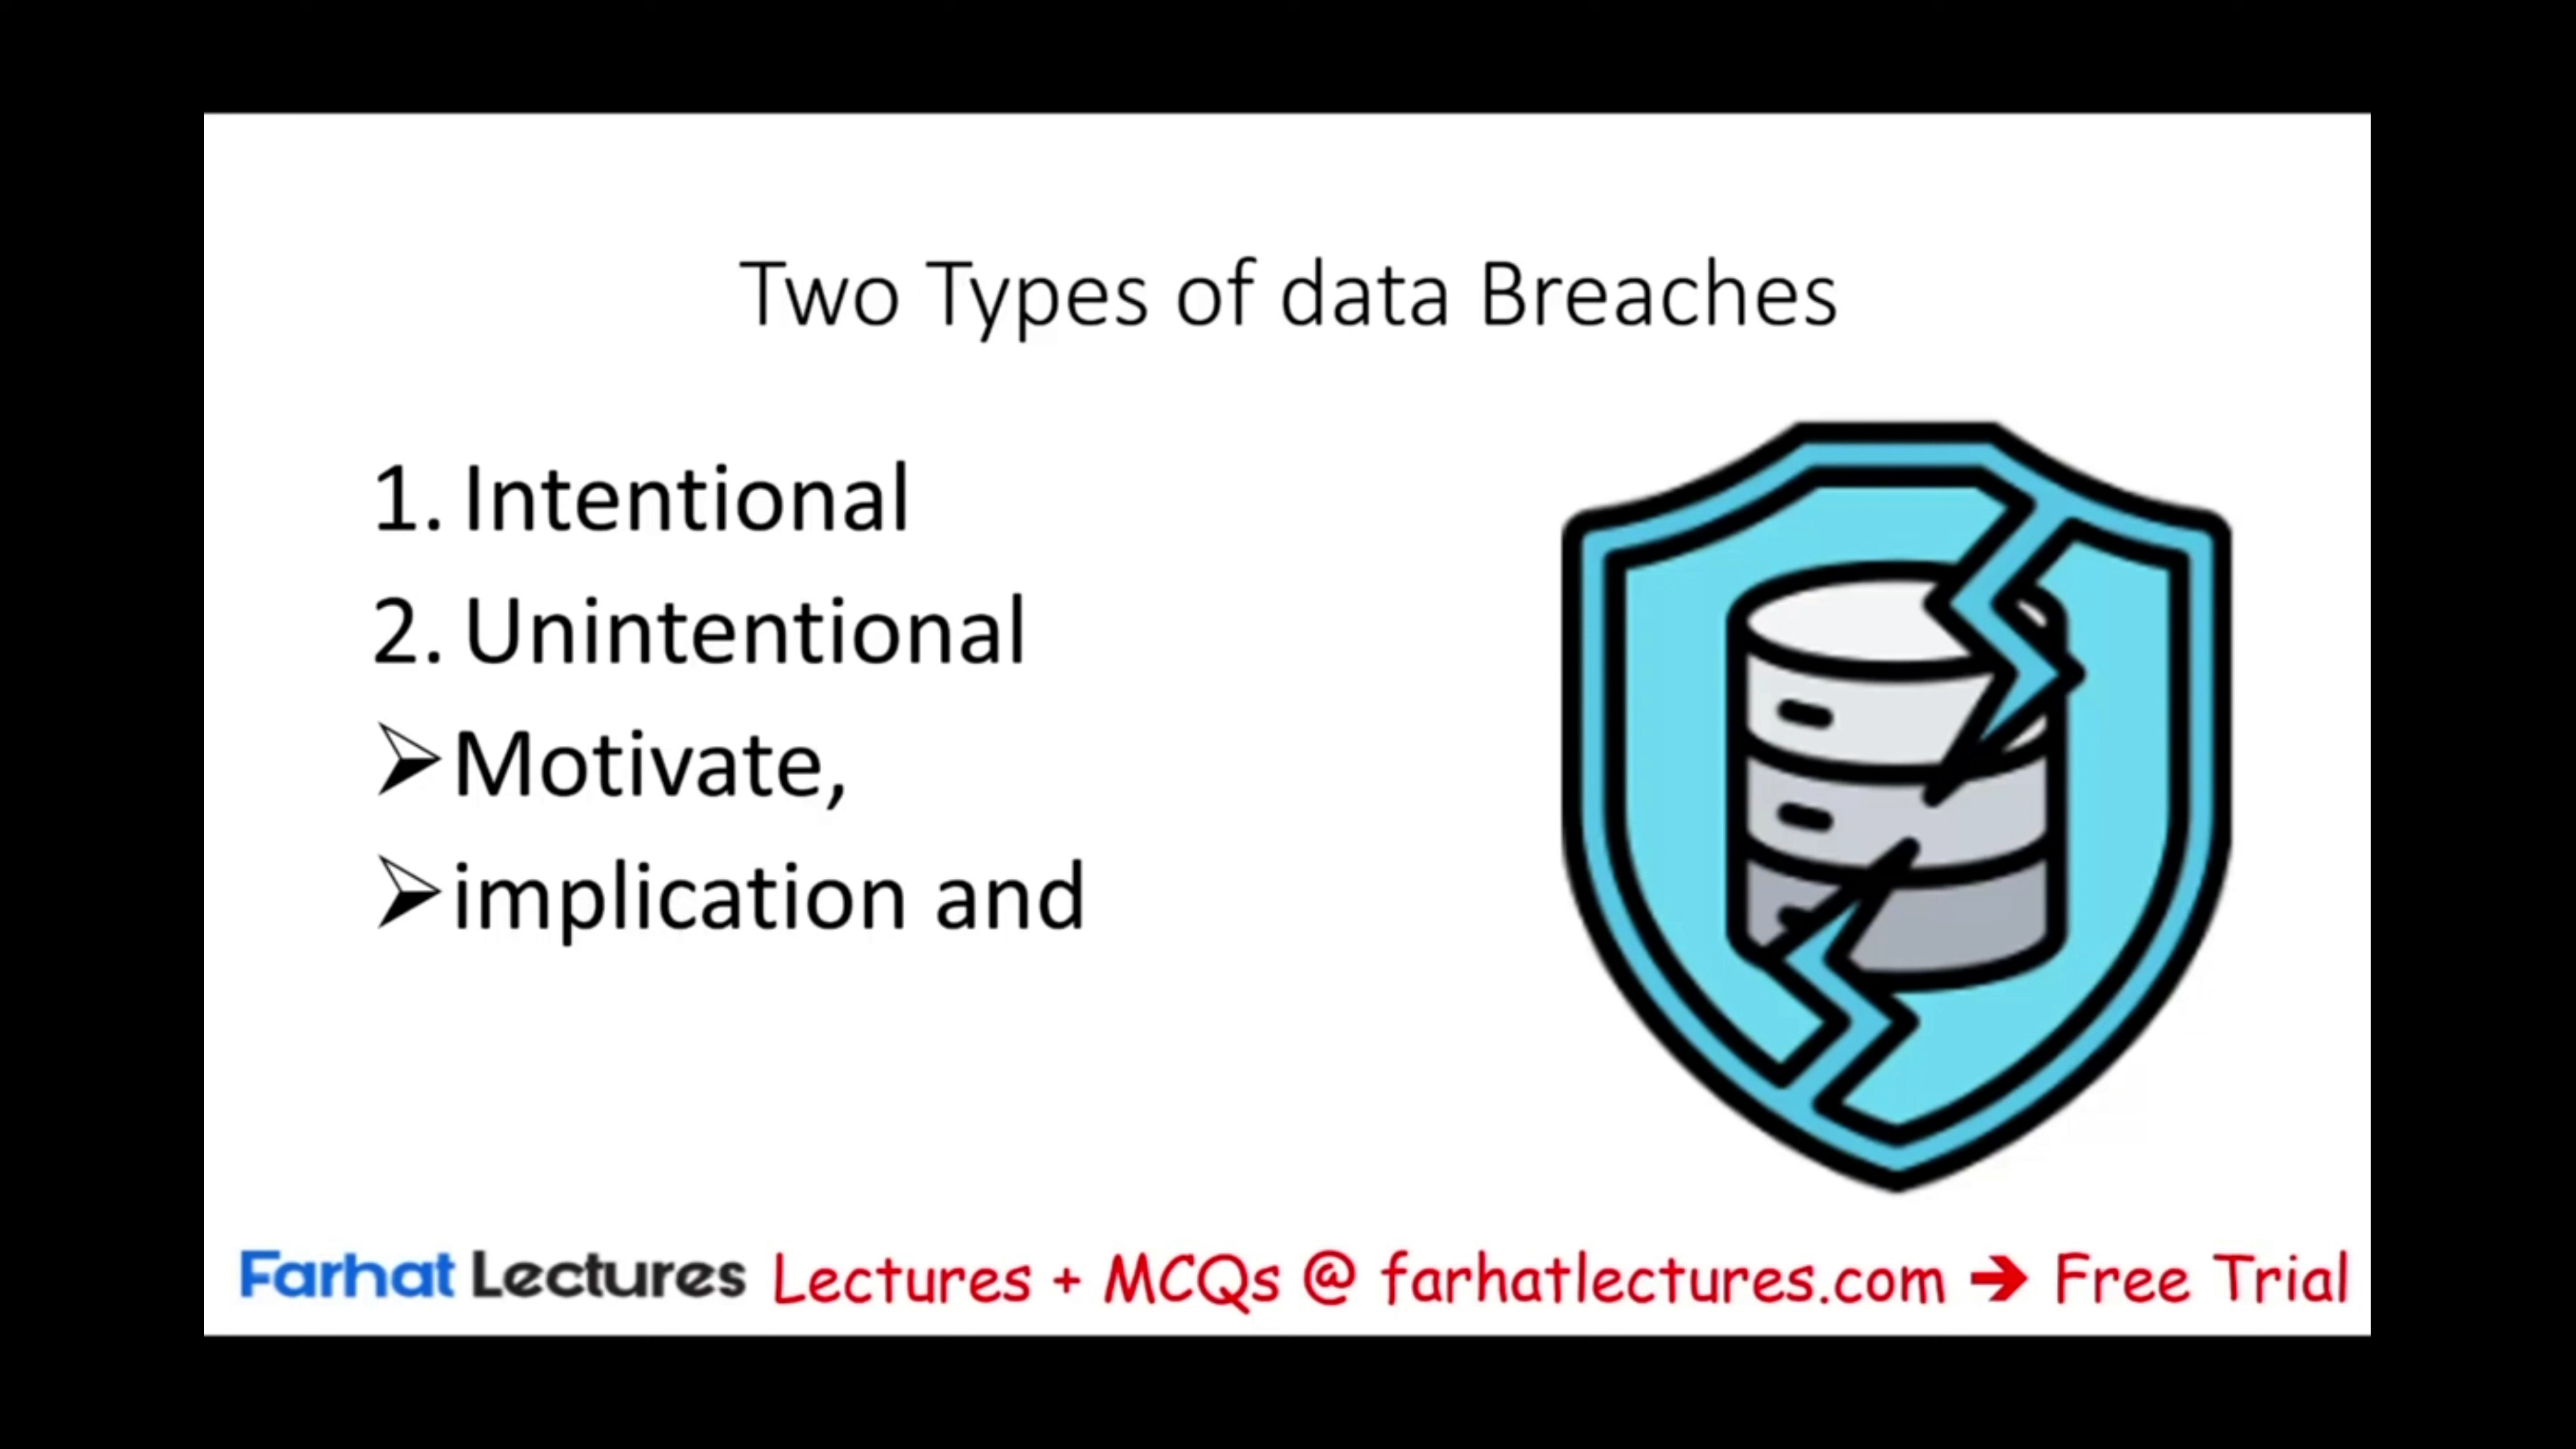 Two Types of data Breaches
1. Intentional
2. Unintentional
➢Motivate,
➢implication and
Farhat Lectures Lectures + MCQs @ farhatlectures.com ➔ Free Trial